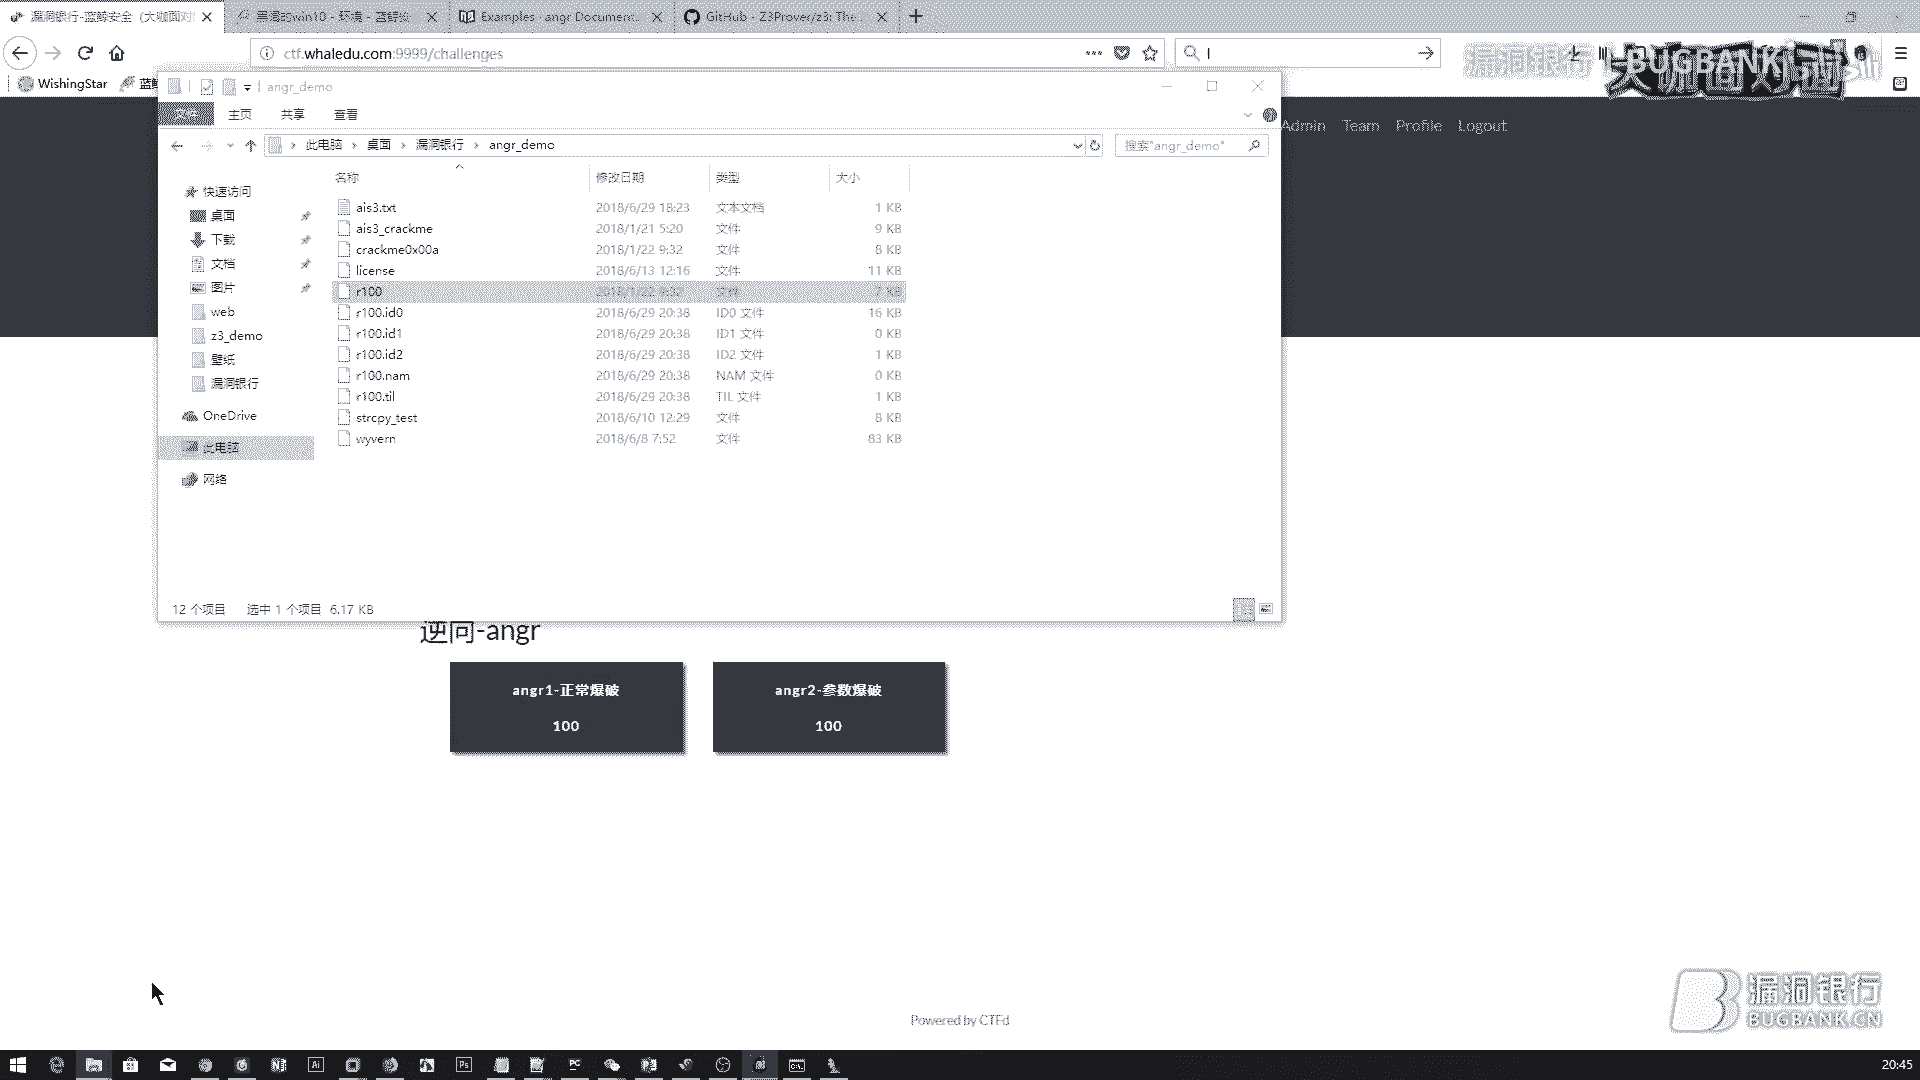 漏洞银行-蓝鲸安全（大咖面对
Examples - angr Document...
GitHub - Z3Prover/z3: The
ctf.whaledu.com:9999/challenges
WishingStar
漏洞银行
BUGBANK
大咖面对面
angr_demo
文件
主页
共享
查看
Admin
Team
Profile
Logout
此电脑 > 桌面 > 漏洞银行 > angr_demo
搜索"angr_demo"
名称
修改日期
类型
大小
快速访问
桌面
下载
文档
图片
web
z3_demo
壁纸
漏洞银行
OneDrive
此电脑
网络
ais3.txt 2018/6/29 18:23 文本文档 1 KB
ais3_crackme 2018/1/21 5:20 文件 9 KB
crackme0x00a 2018/1/22 9:32 文件 8 KB
license 2018/6/13 12:16 文件 11 KB
r100 2018/1/22 9:32 文件 7 KB
r100.id0 2018/6/29 20:38 ID0 文件 16 KB
r100.id1 2018/6/29 20:38 ID1 文件 0 KB
r100.id2 2018/6/29 20:38 ID2 文件 1 KB
r100.nam 2018/6/29 20:38 NAM 文件 0 KB
r100.til 2018/6/29 20:38 TIL 文件 1 KB
strcpy_test 2018/6/10 12:29 文件 8 KB
wyvern 2018/6/8 7:52 文件 83 KB
12 个项目 选中 1 个项目 6.17 KB
逆向-angr
angr1-正常爆破
100
angr2-参数爆破
100
Powered by CTFd
漏洞银行
BUGBANK.CN
20:45